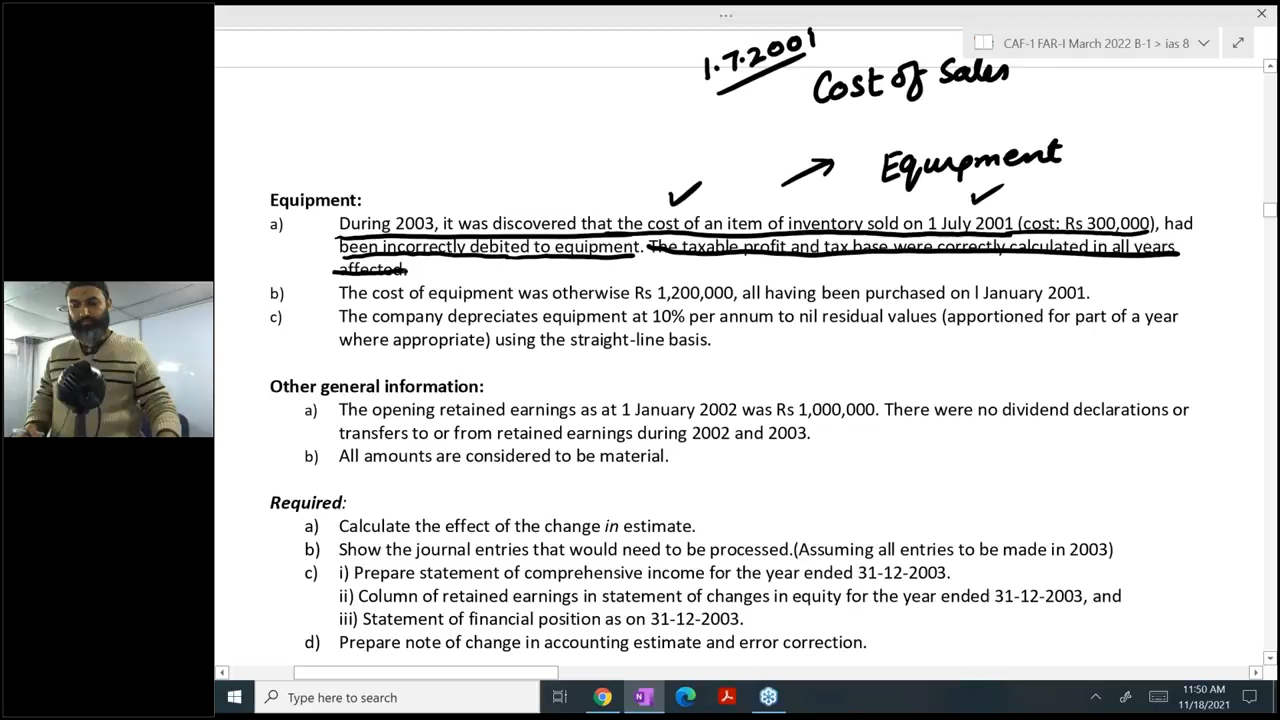 ...
CAF-1 FAR-I March 2022 B-1 > ias 8
1.7.2001
Cost of Sales
Equipment
Equipment:
a) During 2003, it was discovered that the cost of an item of inventory sold on 1 July 2001 (cost: Rs 300,000), had
been incorrectly debited to equipment. The taxable profit and tax base were correctly calculated in all years
affected.
b) The cost of equipment was otherwise Rs 1,200,000, all having been purchased on l January 2001.
c) The company depreciates equipment at 10% per annum to nil residual values (apportioned for part of a year
where appropriate) using the straight-line basis.
Other general information:
a) The opening retained earnings as at 1 January 2002 was Rs 1,000,000. There were no dividend declarations or
transfers to or from retained earnings during 2002 and 2003.
b) All amounts are considered to be material.
Required:
a) Calculate the effect of the change in estimate.
b) Show the journal entries that would need to be processed.(Assuming all entries to be made in 2003)
c) i) Prepare statement of comprehensive income for the year ended 31-12-2003.
ii) Column of retained earnings in statement of changes in equity for the year ended 31-12-2003, and
iii) Statement of financial position as on 31-12-2003.
d) Prepare note of change in accounting estimate and error correction.
Type here to search
11:50 AM
11/18/2021